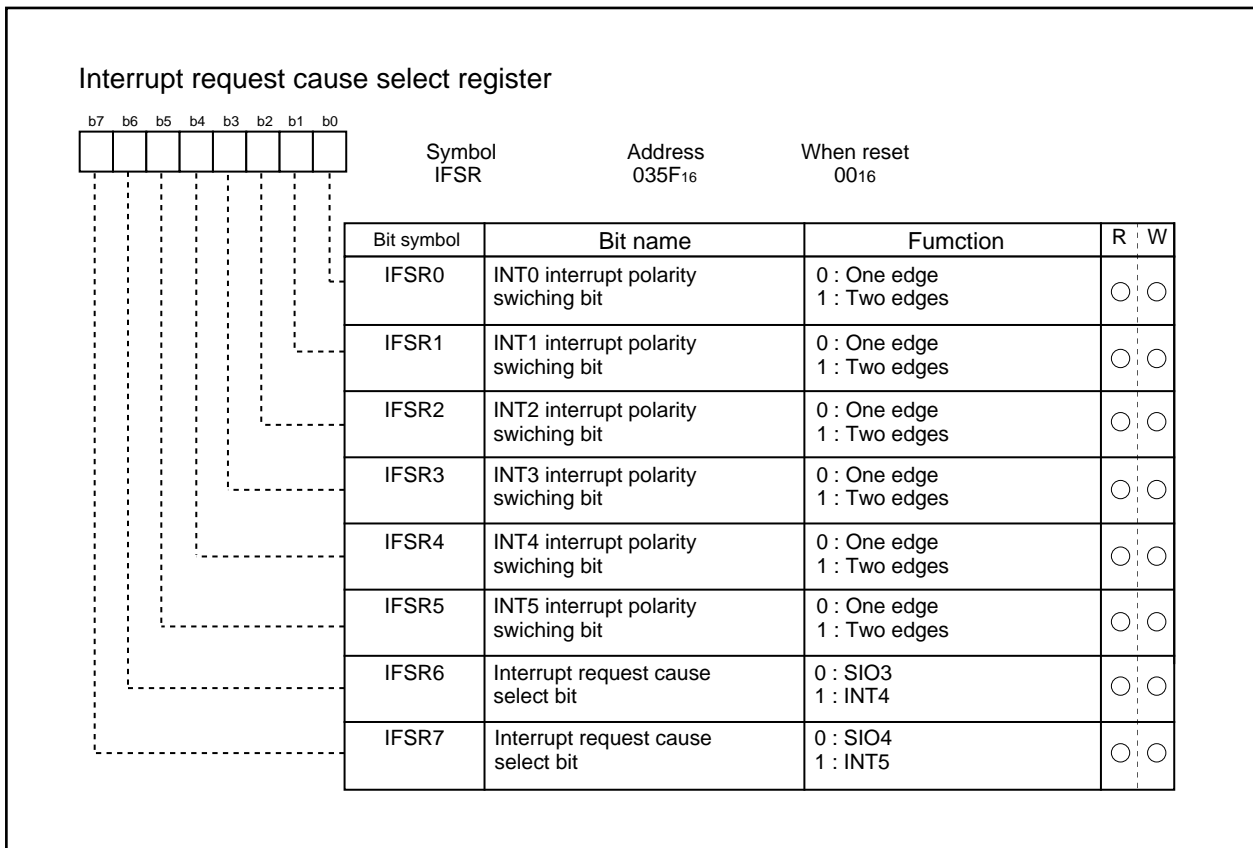 Interrupt request cause select register
b7 b6 b5 b4 b3 b2 b1 b0
Symbol Address When reset
IFSR 035F16 0016
Bit symbol Bit name Fumction R W
IFSR0 INT0 interrupt polarity 0 : One edge
swiching bit 1 : Two edges
IFSR1 INT1 interrupt polarity 0 : One edge
swiching bit 1 : Two edges
IFSR2 INT2 interrupt polarity 0 : One edge
swiching bit 1 : Two edges
IFSR3 INT3 interrupt polarity 0 : One edge
swiching bit 1 : Two edges
IFSR4 INT4 interrupt polarity 0 : One edge
swiching bit 1 : Two edges
IFSR5 INT5 interrupt polarity 0 : One edge
swiching bit 1 : Two edges
IFSR6 Interrupt request cause 0 : SIO3
select bit 1 : INT4
IFSR7 Interrupt request cause 0 : SIO4
select bit 1 : INT5